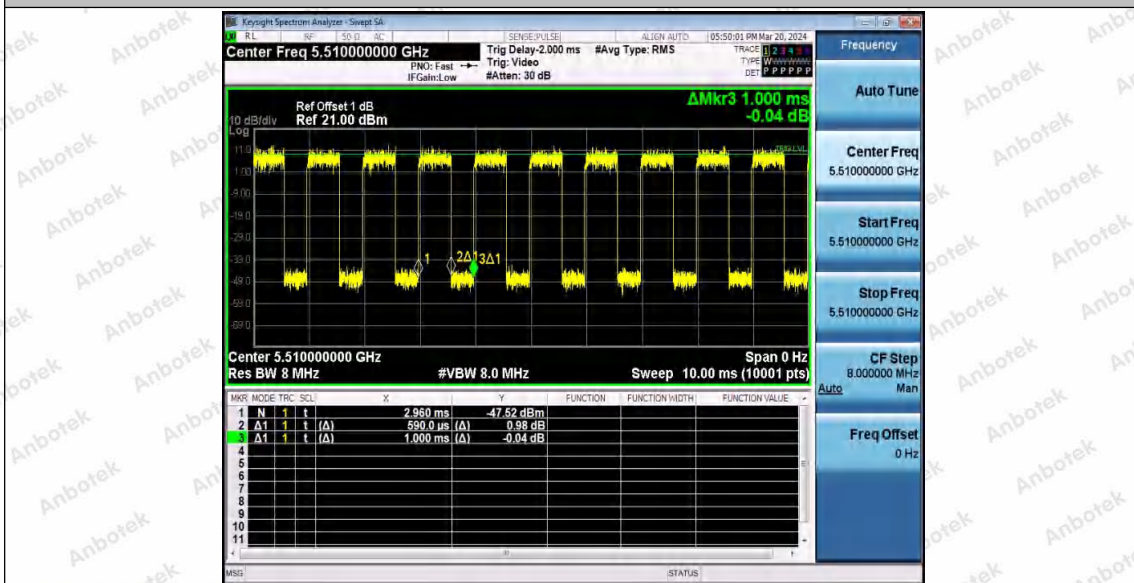 Keysight Spectrum Analyzer - Swept SA
RL RF 50 Ω AC SENSE:PULSE ALIGN AUTO 05:50:01 PM Mar 20, 2024
Center Freq 5.510000000 GHz
PNO: Fast
IFGain:Low
Trig Delay-2.000 ms
Trig: Video
#Atten: 30 dB
#Avg Type: RMS
TRACE 1 2 3 4 5 6
TYPE W
DET P P P P P P
Ref Offset 1 dB
Ref 21.00 dBm
10 dB/div
Log
ΔMkr3 1.000 ms
-0.04 dB
11.0
TRIG LVL
1.00
-9.00
-19.0
-29.0
-39.0
-49.0
-59.0
-69.0
1
2Δ1
3Δ1
Center 5.510000000 GHz
Span 0 Hz
Res BW 8 MHz
#VBW 8.0 MHz
Sweep 10.00 ms (10001 pts)
MKR MODE TRC SCL X Y FUNCTION FUNCTION WIDTH FUNCTION VALUE
1 N 1 t 2.960 ms -47.52 dBm
2 Δ1 1 t (Δ) 590.0 µs (Δ) 0.98 dB
3 Δ1 1 t (Δ) 1.000 ms (Δ) -0.04 dB
4
5
6
7
8
9
10
11
MSG
STATUS
Frequency
Auto Tune
Center Freq
5.510000000 GHz
Start Freq
5.510000000 GHz
Stop Freq
5.510000000 GHz
CF Step
8.000000 MHz
Auto Man
Freq Offset
0 Hz
Anbotek